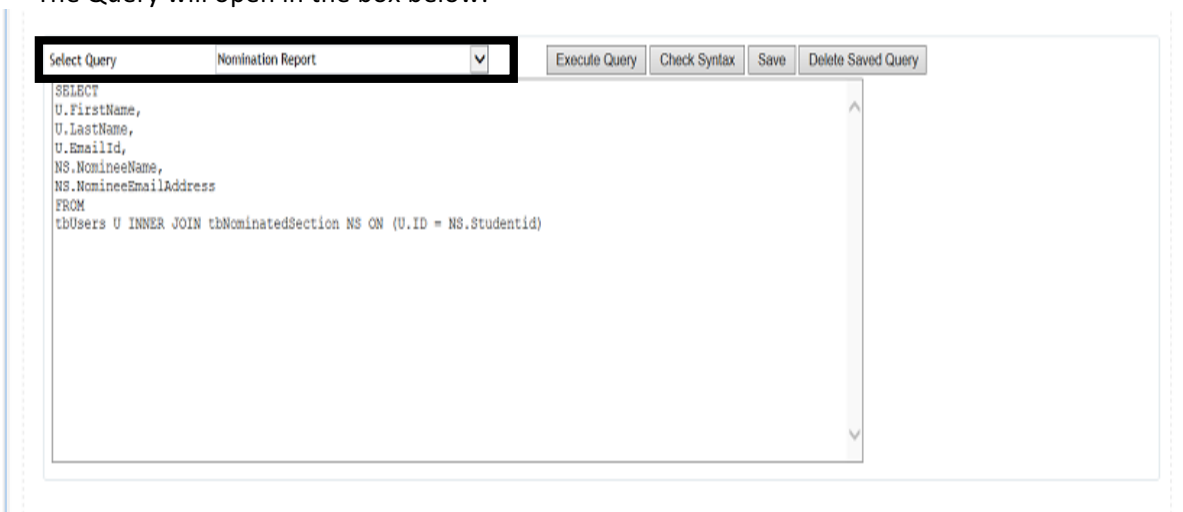 The Query will open in the box below.
Select Query Nomination Report Execute Query Check Syntax Save Delete Saved Query
SELECT
U.FirstName,
U.LastName,
U.EmailId,
NS.NomineeName,
NS.NomineeEmailAddress
FROM
tbUsers U INNER JOIN tbNominatedSection NS ON (U.ID = NS.Studentid)